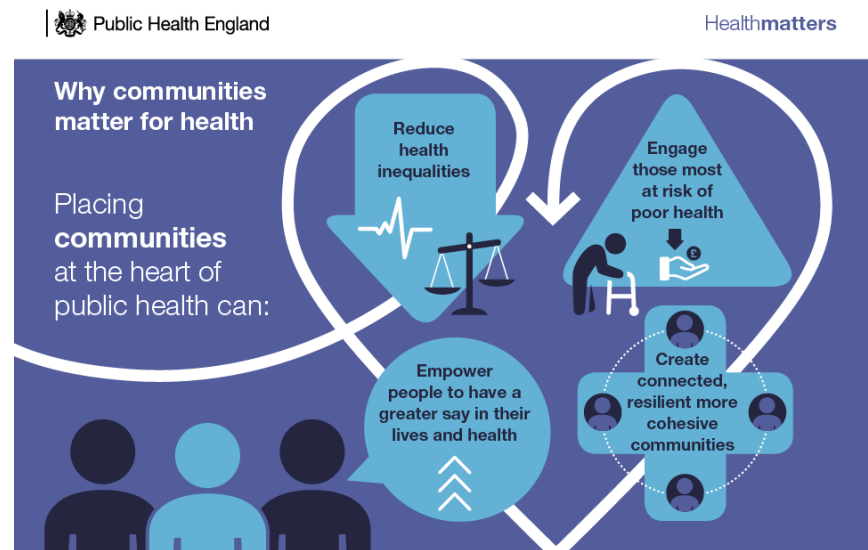 Public Health England
Healthmatters
Why communities
matter for health
Placing
communities
at the heart of
public health can:
Reduce
health
inequalities
Engage
those most
at risk of
poor health
£
Empower
people to have a
greater say in their
lives and health
Create
connected,
resilient more
cohesive
communities